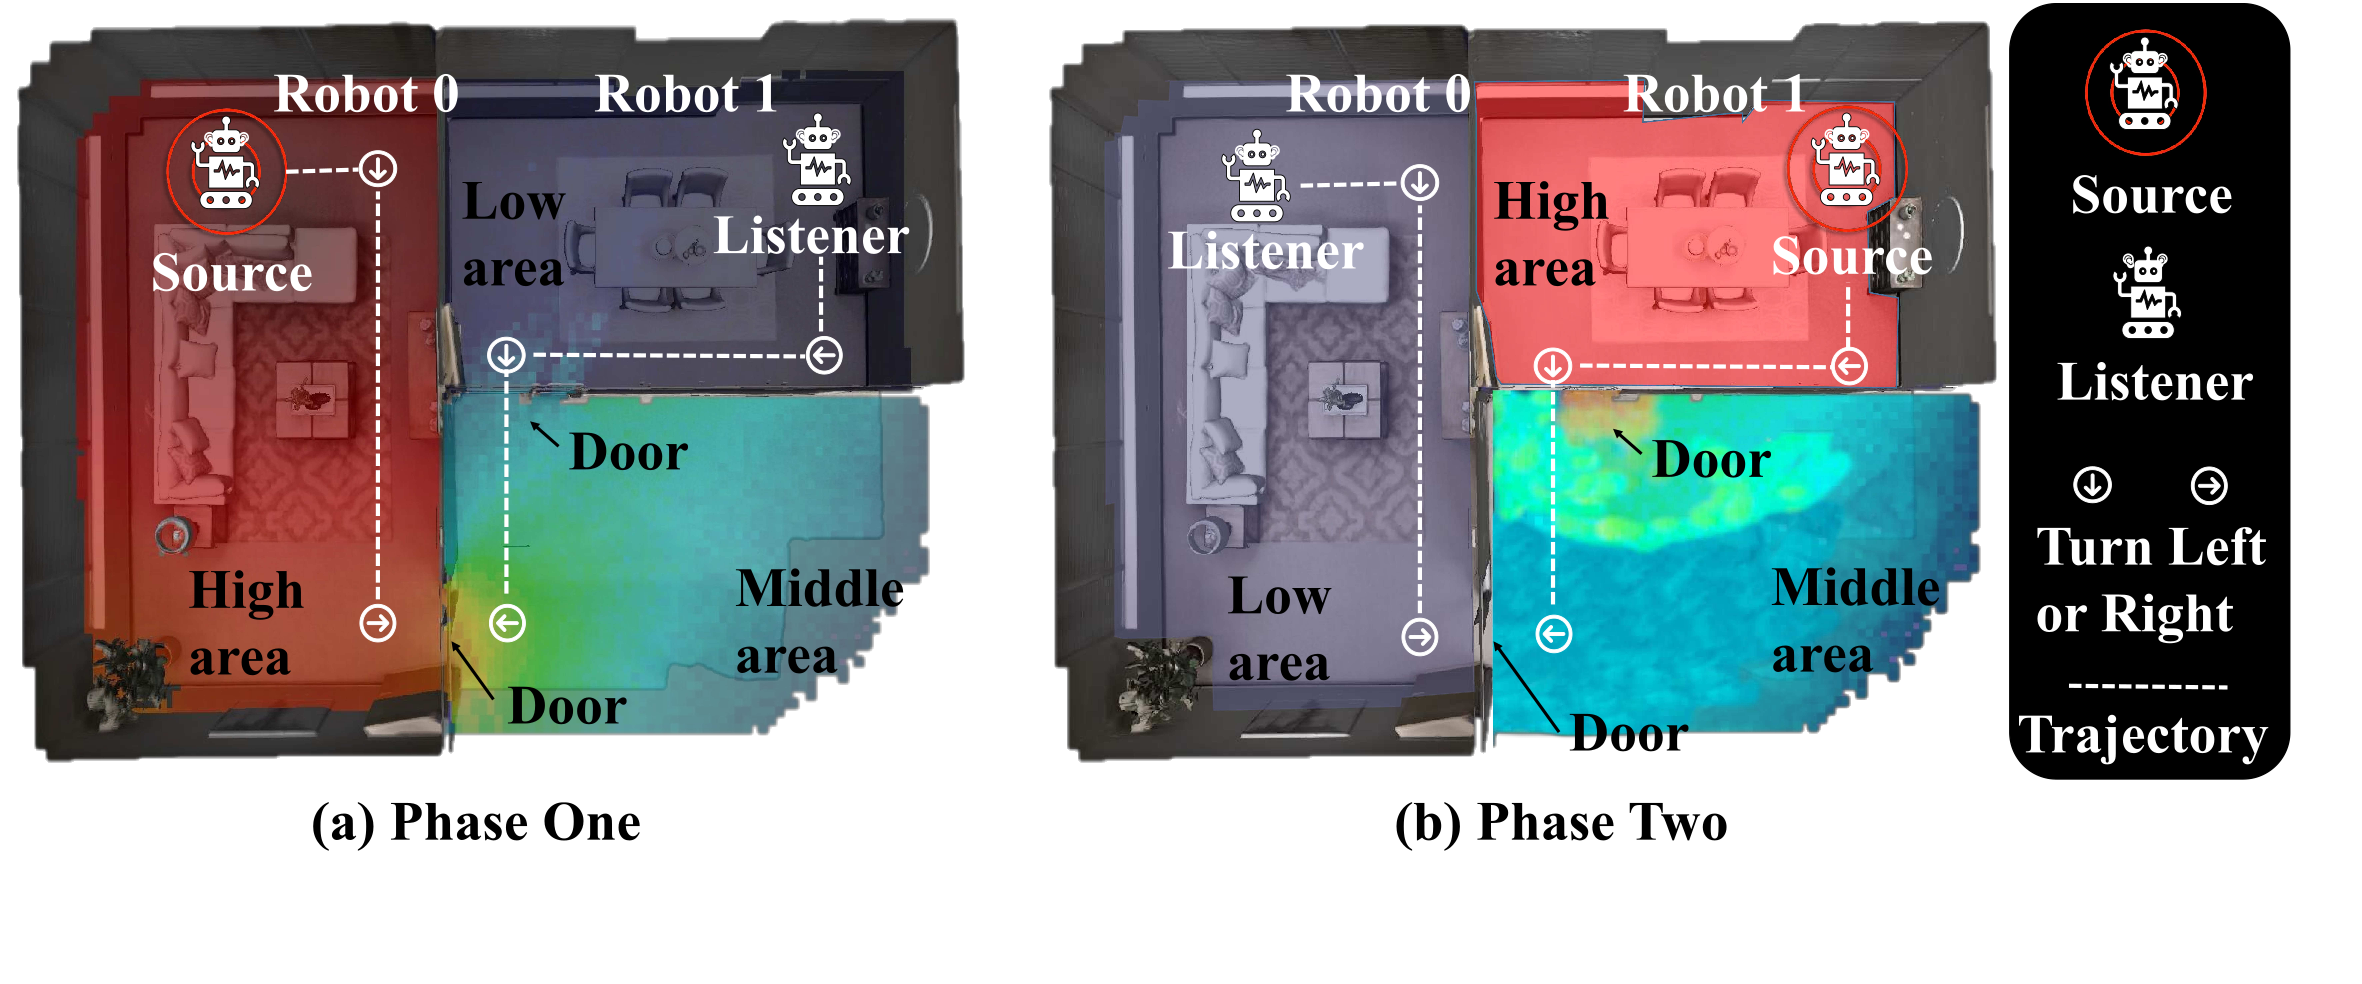 Robot 0
Robot 1
Source
Low
area
Listener
Door
High
area
Middle
area
Door
(a) Phase One
Robot 0
Robot 1
Listener
High
area
Source
Door
Low
area
Middle
area
Door
(b) Phase Two
Source
Listener
Turn Left
or Right
Trajectory